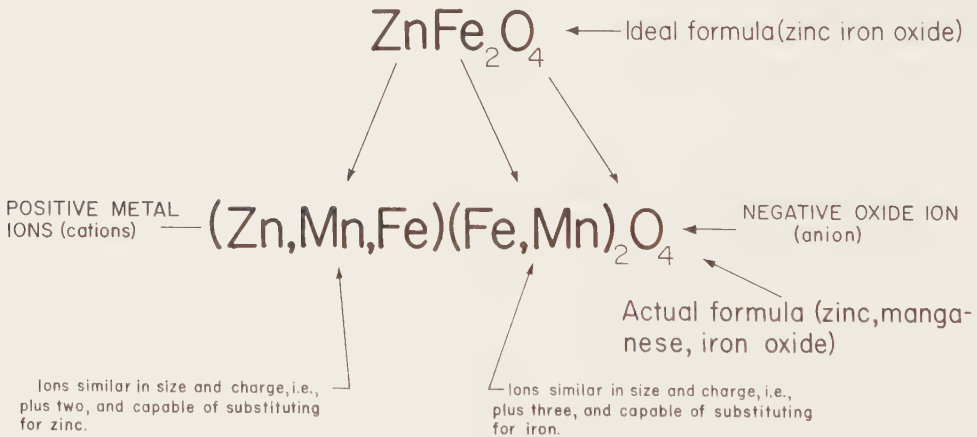 ZnFe₂O₄
Ideal formula(zinc iron oxide)
POSITIVE METAL
IONS (cations)
(Zn,Mn,Fe)(Fe,Mn)₂O₄
NEGATIVE OXIDE ION
(anion)
Actual formula (zinc,manga-
nese, iron oxide)
Ions similar in size and charge, i.e.,
plus two, and capable of substituting
for zinc.
Ions similar in size and charge, i.e.,
plus three, and capable of substituting
for iron.